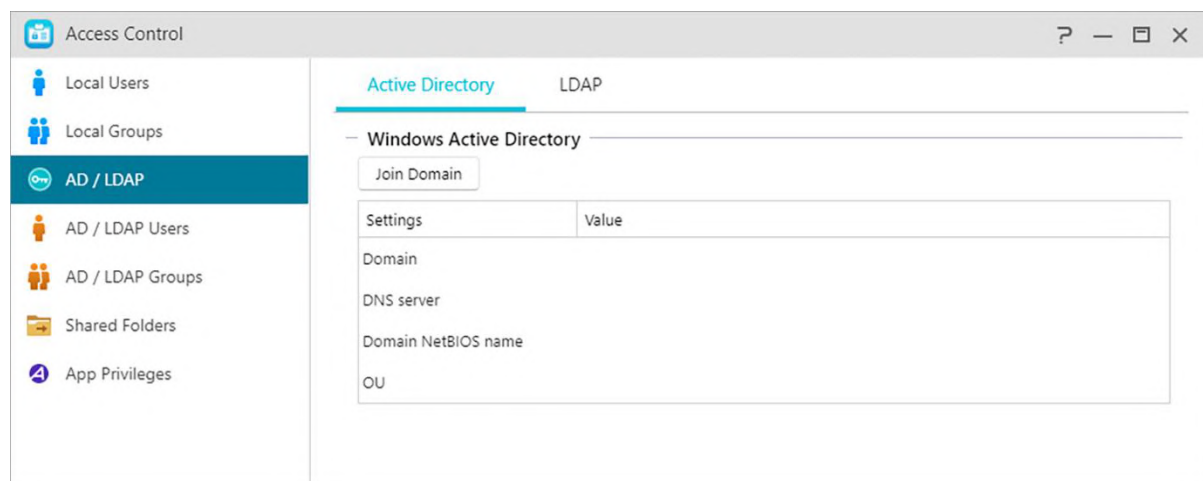 Access Control
Local Users
Local Groups
AD / LDAP
AD / LDAP Users
AD / LDAP Groups
Shared Folders
App Privileges
Active Directory LDAP
Windows Active Directory
Join Domain
Settings Value
Domain
DNS server
Domain NetBIOS name
OU